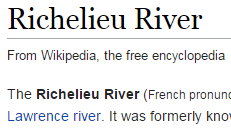 Richelieu River
From Wikipedia, the free encyclopedia
The Richelieu River (French pronun
Lawrence river. It was formerly know